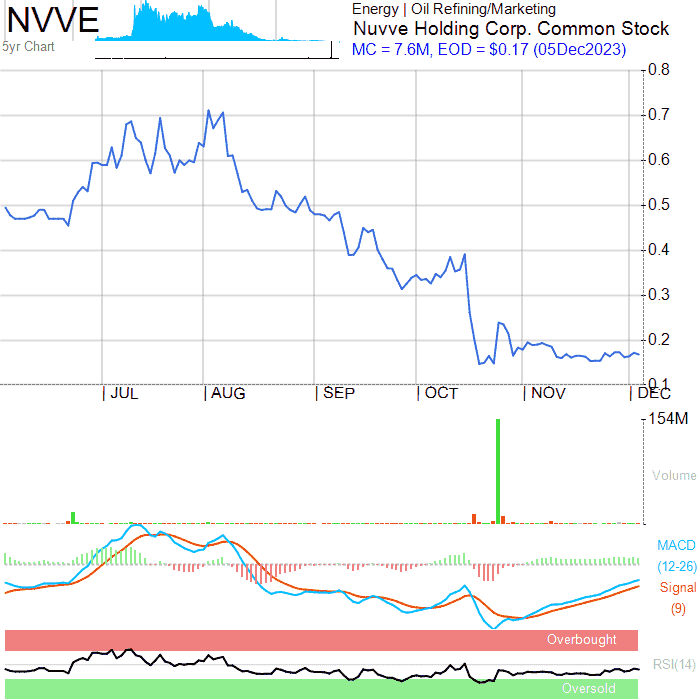 NVVE
5yr Chart
Energy | Oil Refining/Marketing
Nuvve Holding Corp. Common Stock
MC = 7.6M, EOD = $0.17 (05Dec2023)
0.8
0.7
0.6
0.5
0.4
0.3
0.2
0.1
| JUL | AUG | SEP | OCT | NOV | DEC
154M
Volume
MACD
(12-26)
Signal
(9)
Overbought
RSI(14)
Oversold